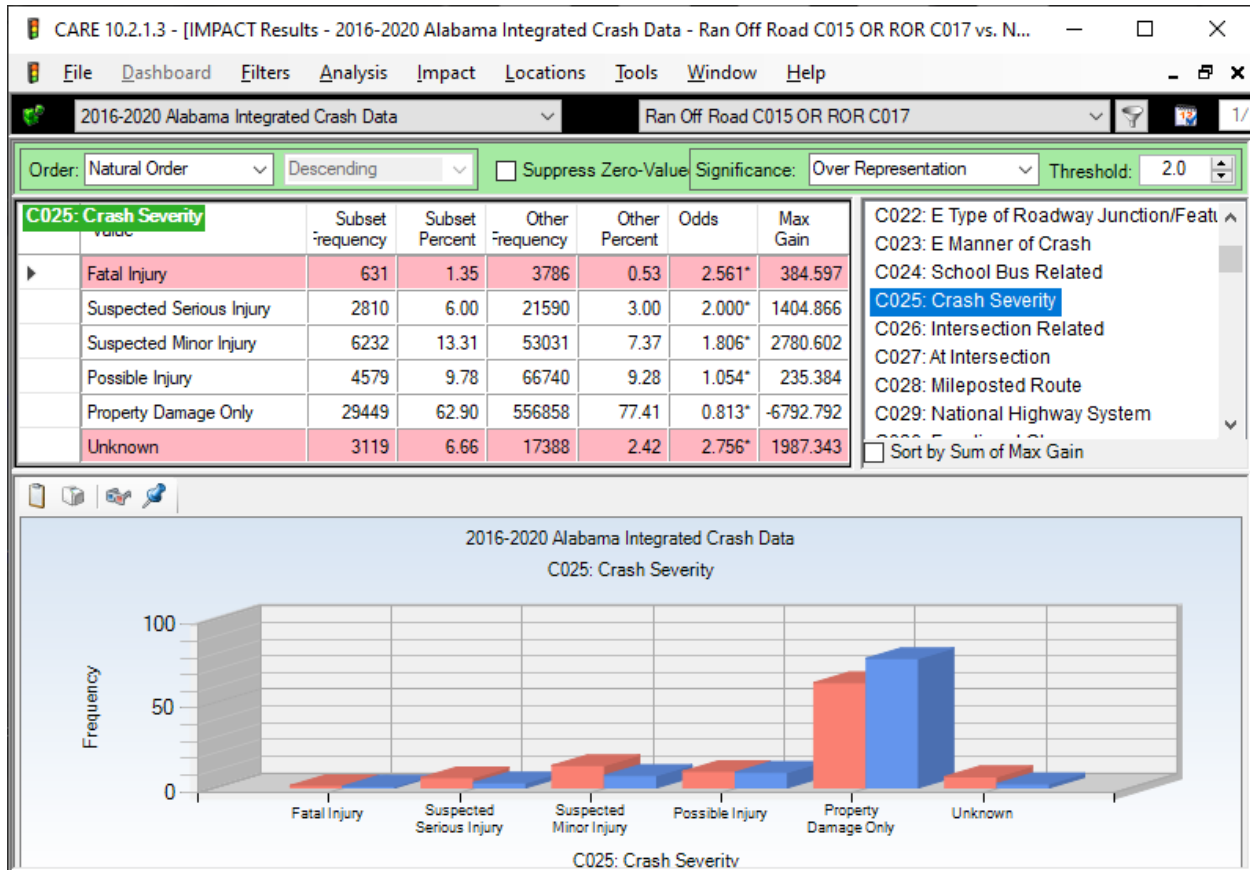 CARE 10.2.1.3 - [IMPACT Results - 2016-2020 Alabama Integrated Crash Data - Ran Off Road C015 OR ROR C017 vs. N...
File Dashboard Filters Analysis Impact Locations Tools Window Help
2016-2020 Alabama Integrated Crash Data Ran Off Road C015 OR ROR C017 12 1/
Order: Natural Order Descending Suppress Zero-Value Significance: Over Representation Threshold: 2.0
C025: Crash Severity Subset Frequency Subset Percent Other Frequency Other Percent Odds Max Gain
Fatal Injury 631 1.35 3786 0.53 2.561* 384.597
Suspected Serious Injury 2810 6.00 21590 3.00 2.000* 1404.866
Suspected Minor Injury 6232 13.31 53031 7.37 1.806* 2780.602
Possible Injury 4579 9.78 66740 9.28 1.054* 235.384
Property Damage Only 29449 62.90 556858 77.41 0.813* -6792.792
Unknown 3119 6.66 17388 2.42 2.756* 1987.343
C022: E Type of Roadway Junction/Featu
C023: E Manner of Crash
C024: School Bus Related
C025: Crash Severity
C026: Intersection Related
C027: At Intersection
C028: Mileposted Route
C029: National Highway System
Sort by Sum of Max Gain
2016-2020 Alabama Integrated Crash Data
C025: Crash Severity
100
50
0
Frequency
Fatal Injury
Suspected
Serious Injury
Suspected
Minor Injury
Possible Injury
Property
Damage Only
Unknown
C025: Crash Severity